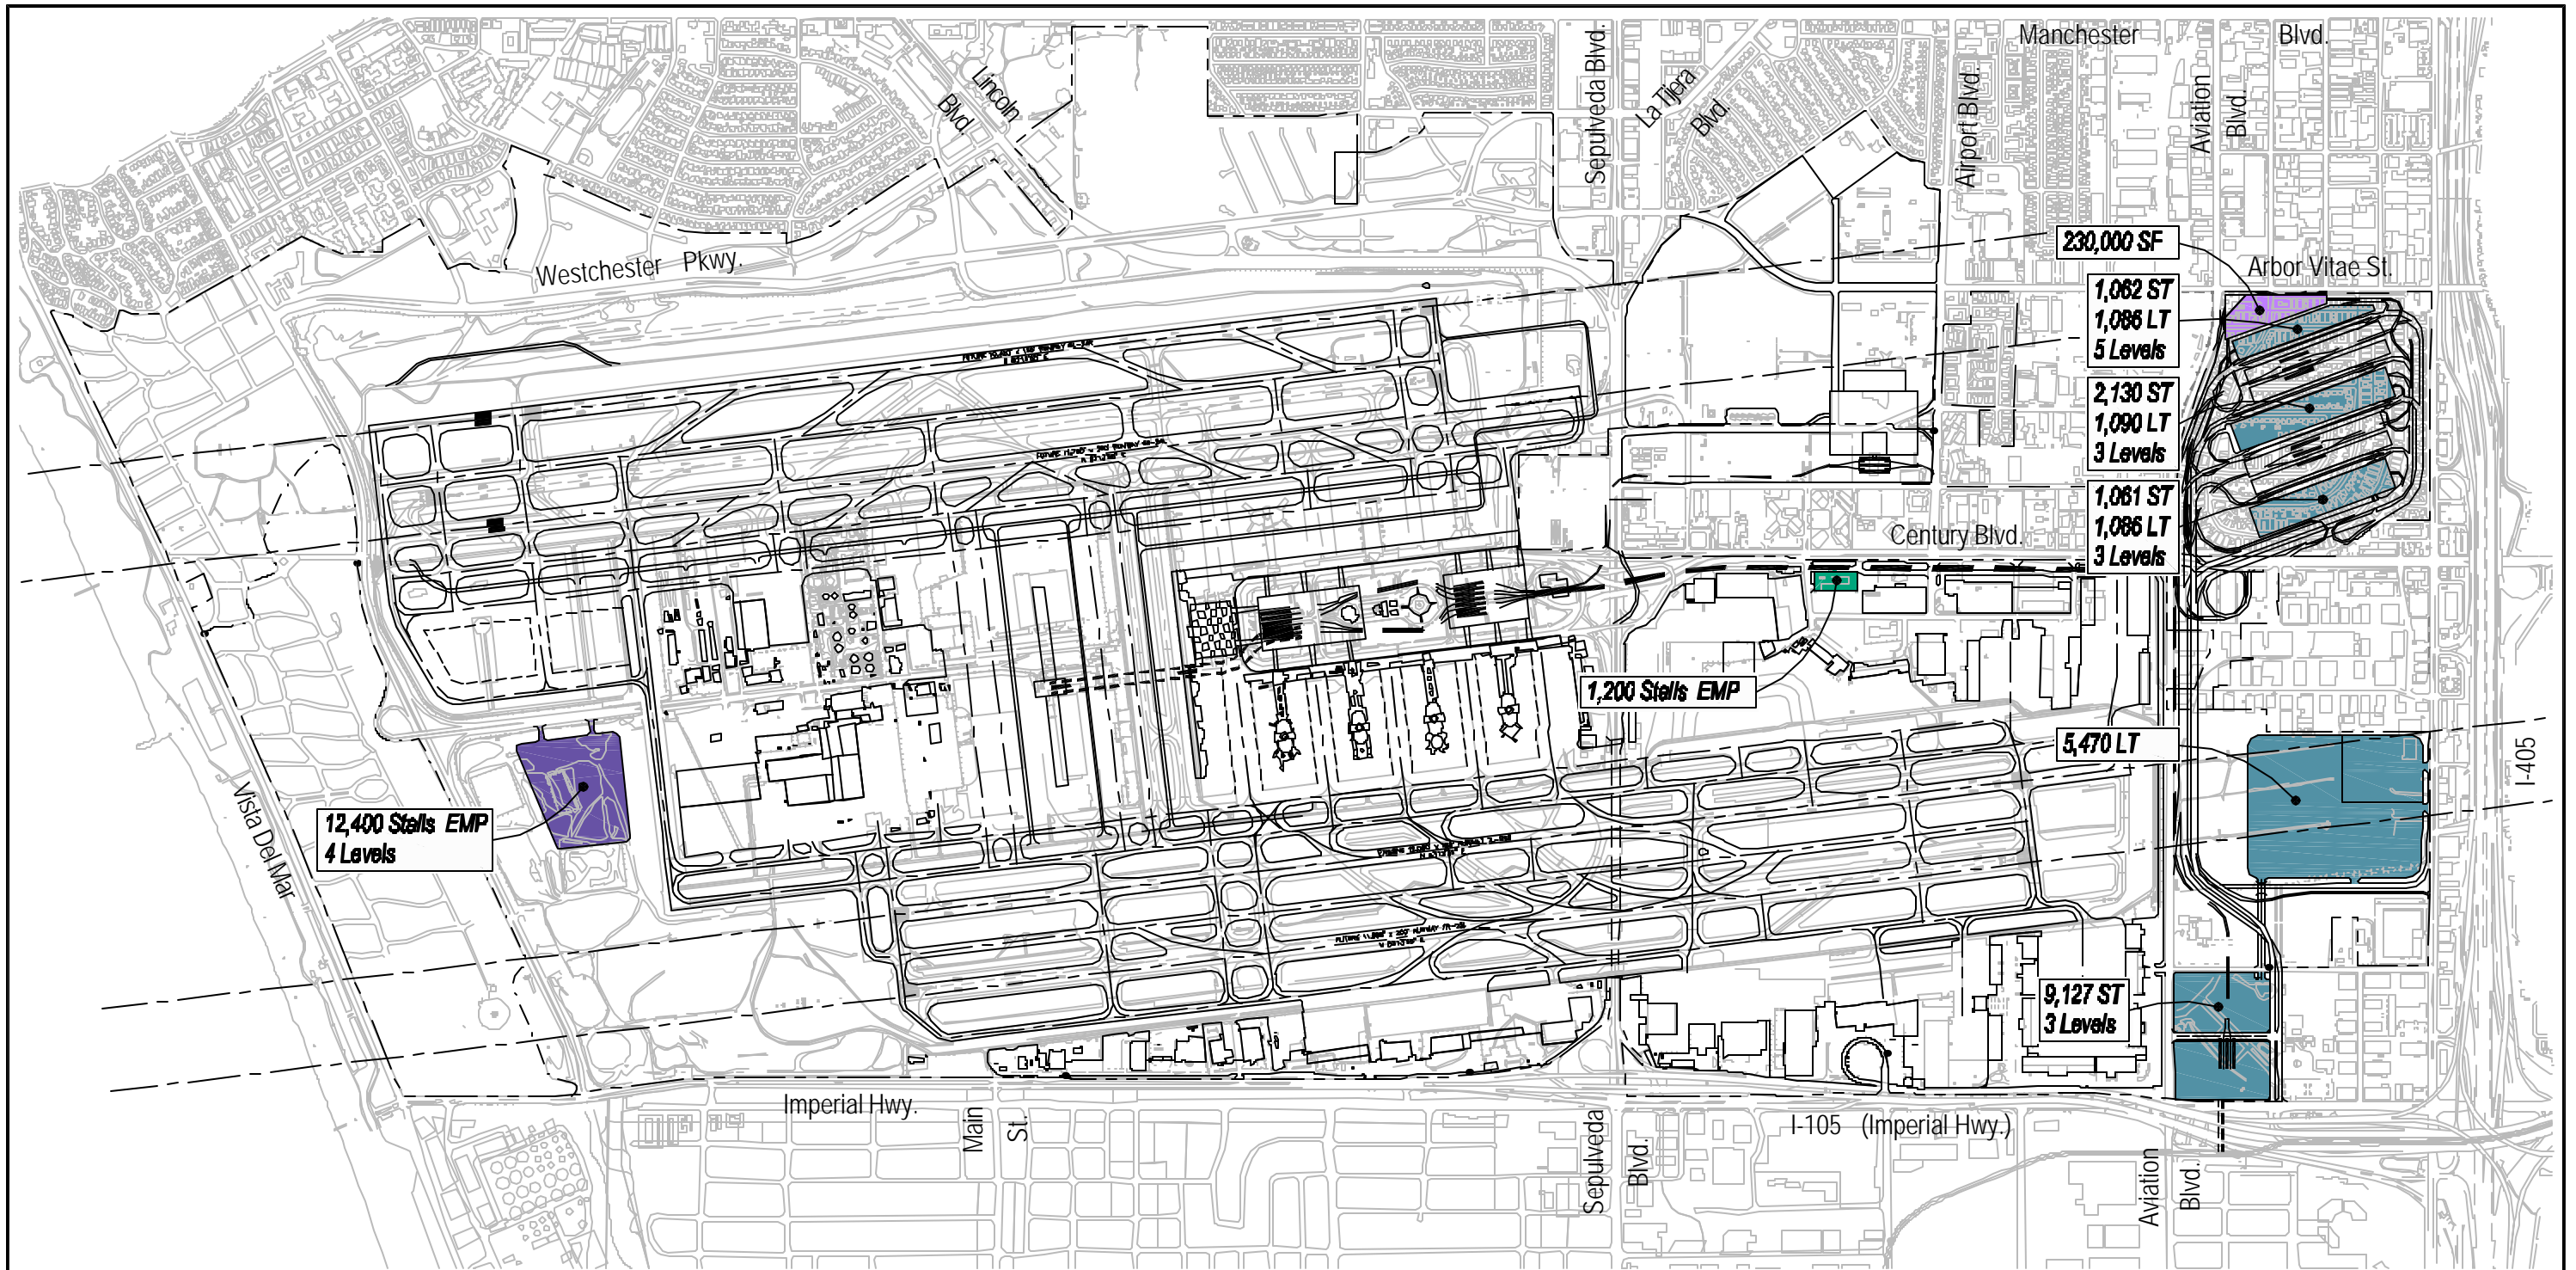 Manchester Blvd.
Sepulveda Blvd.
La Tijera Blvd.
Lincoln Blvd.
Airport Blvd.
Aviation Blvd.
230,000 SF
Arbor Vitae St.
Westchester Pkwy.
1,062 ST
1,086 LT
5 Levels
2,130 ST
1,090 LT
3 Levels
1,061 ST
1,086 LT
3 Levels
Century Blvd.
1,200 Stalls EMP
5,470 LT
I-405
Vista Del Mar
12,400 Stalls EMP
4 Levels
9,127 ST
3 Levels
Imperial Hwy.
Main St.
Sepulveda Blvd.
I-105 (Imperial Hwy.)
Aviation Blvd.